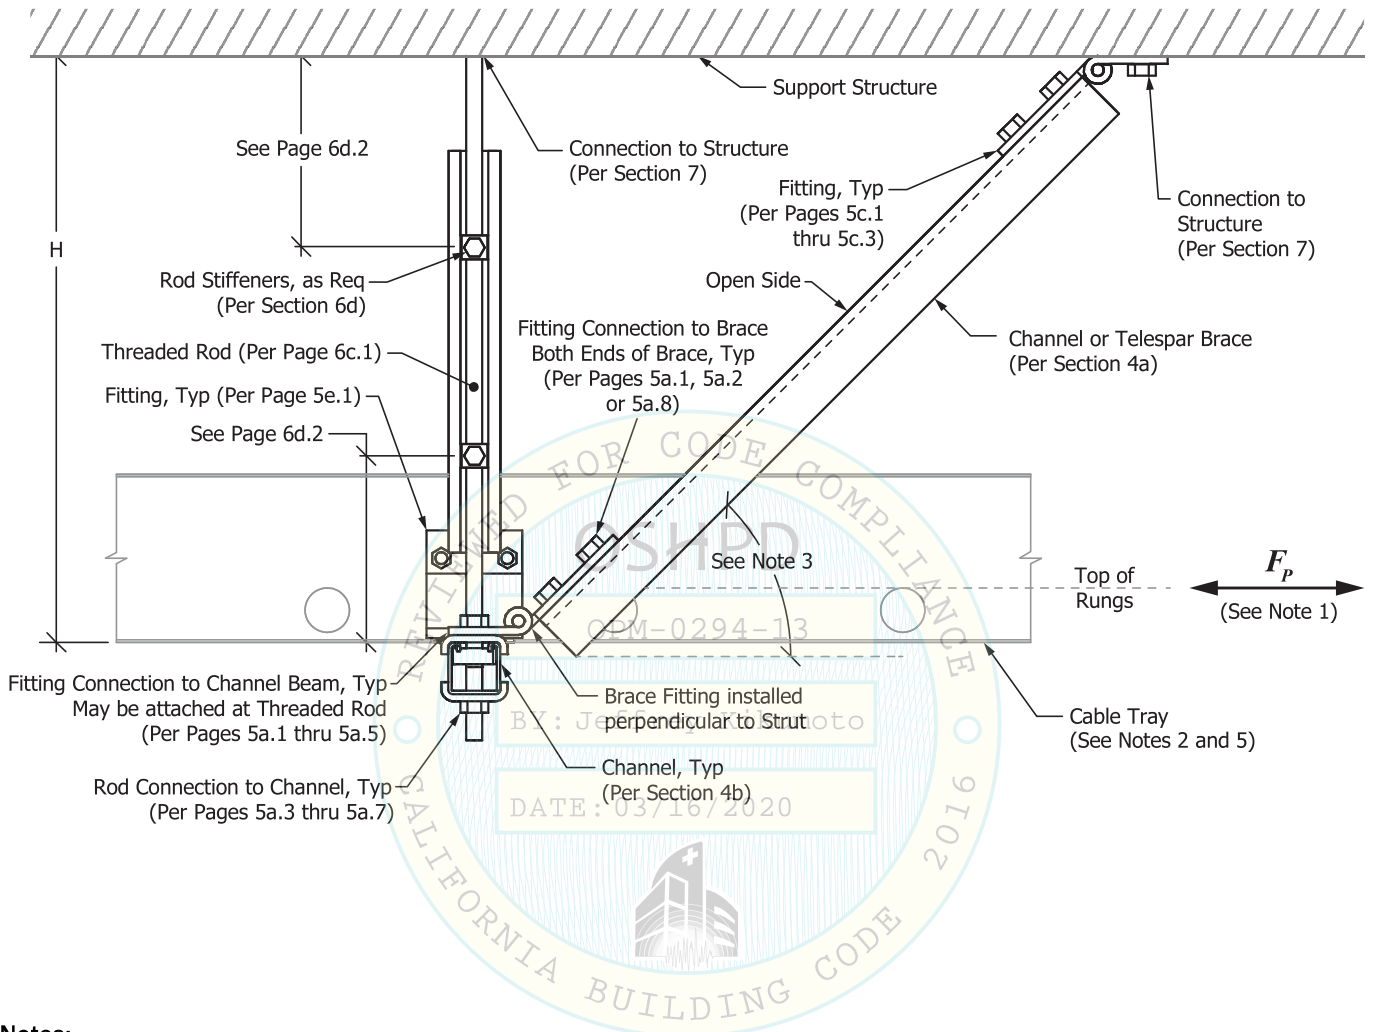 Support Structure
See Page 6d.2
Connection to Structure
(Per Section 7)
Fitting, Typ
(Per Pages 5c.1
thru 5c.3)
Connection to
Structure
(Per Section 7)
H
Rod Stiffeners, as Req
(Per Section 6d)
Open Side
Fitting Connection to Brace
Both Ends of Brace, Typ
(Per Pages 5a.1, 5a.2
or 5a.8)
Channel or Telespar Brace
(Per Section 4a)
Threaded Rod (Per Page 6c.1)
Fitting, Typ (Per Page 5e.1)
See Page 6d.2
REVIEWED FOR CODE COMPLIANCE
OSHPD
See Note 3
Top of
Rungs
FP
(See Note 1)
OPM-0294-13
Fitting Connection to Channel Beam, Typ
May be attached at Threaded Rod
(Per Pages 5a.1 thru 5a.5)
Brace Fitting installed
perpendicular to Strut
BY: Jeffrey
Cable Tray
(See Notes 2 and 5)
Channel, Typ
(Per Section 4b)
Rod Connection to Channel, Typ
(Per Pages 5a.3 thru 5a.7)
DATE: 03/16/2020
CALIFORNIA BUILDING CODE 2016
Notes: